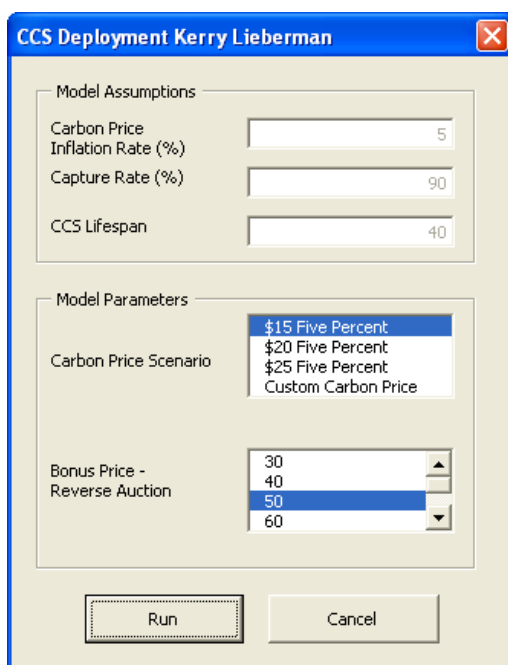 CCS Deployment Kerry Lieberman
Model Assumptions
Carbon Price
Inflation Rate (%)
5
Capture Rate (%)
90
CCS Lifespan
40
Model Parameters
Carbon Price Scenario
$15 Five Percent
$20 Five Percent
$25 Five Percent
Custom Carbon Price
Bonus Price -
Reverse Auction
30
40
50
60
Run
Cancel